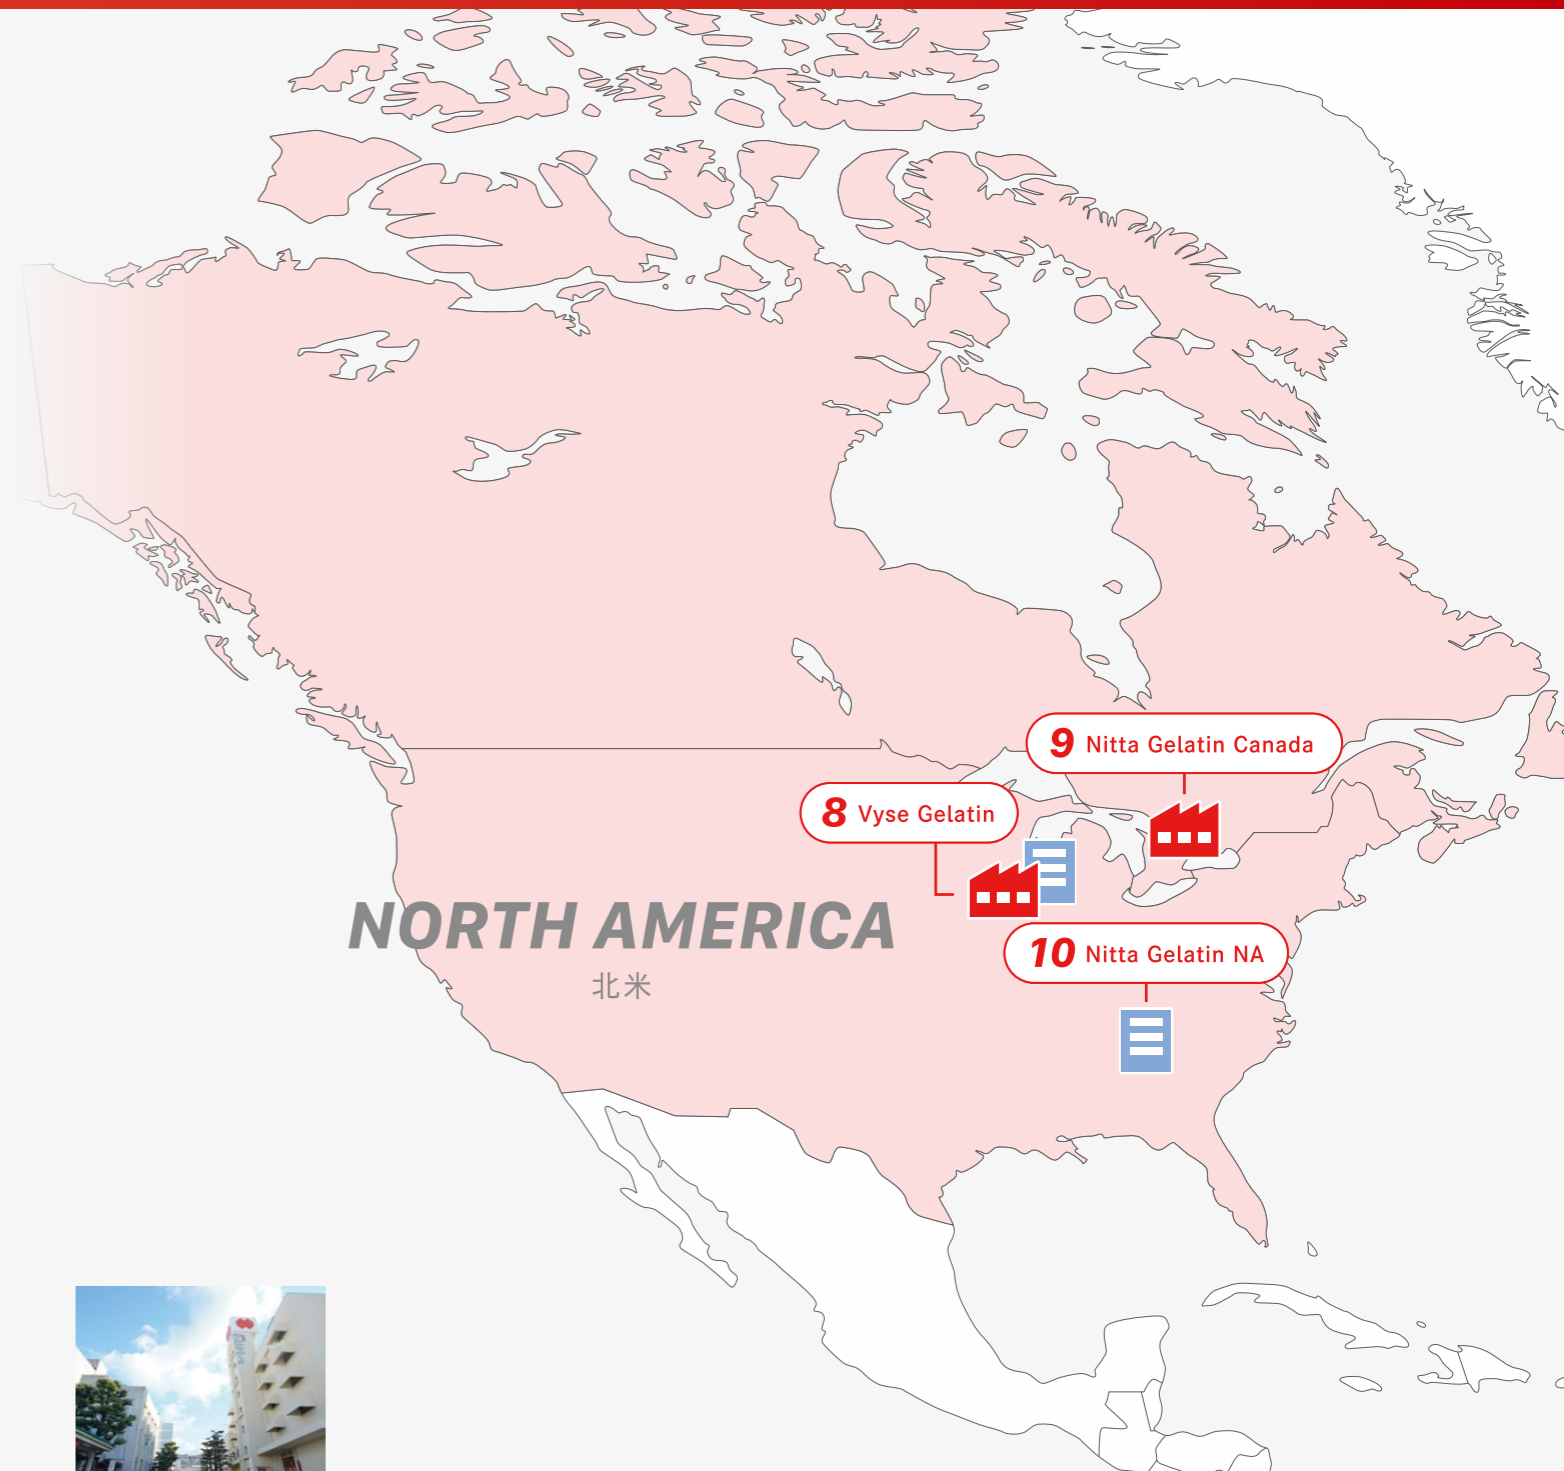 9 Nitta Gelatin Canada
8 Vyse Gelatin
NORTH AMERICA
北米
10 Nitta Gelatin NA